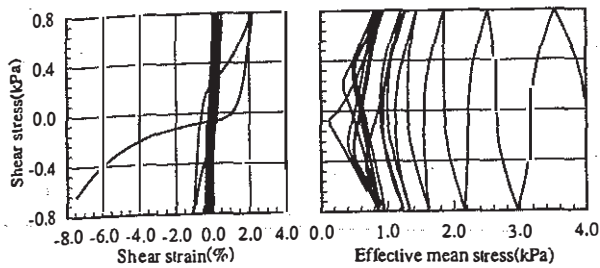 Shear stress(kPa)
0.8
0.4
0.0
-0.4
-0.8
-8.0 -6.0 -4.0 -2.0 0.0 2.0 4.0
Shear strain(%)
0.0 1.0 2.0 3.0 4.0
Effective mean stress(kPa)